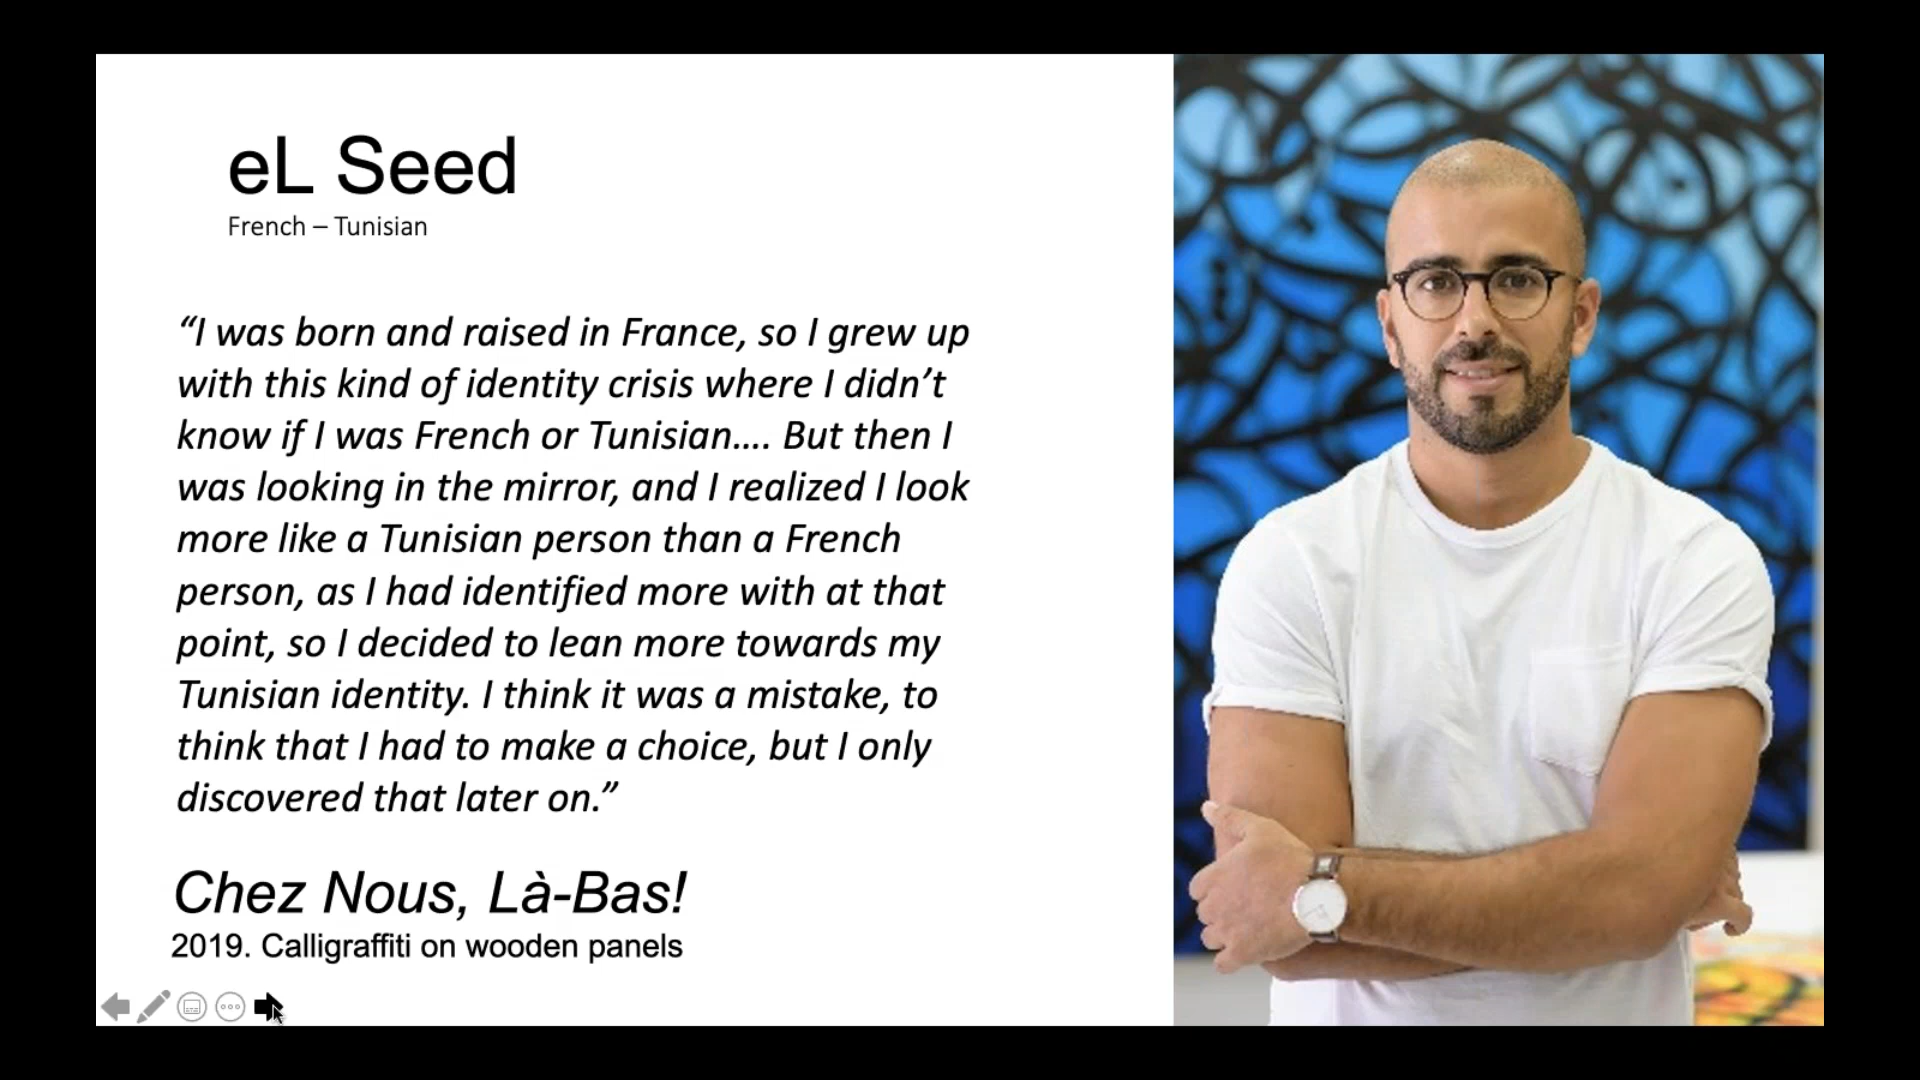 eL Seed
French – Tunisian
“I was born and raised in France, so I grew up
with this kind of identity crisis where I didn’t
know if I was French or Tunisian…. But then I
was looking in the mirror, and I realized I look
more like a Tunisian person than a French
person, as I had identified more with at that
point, so I decided to lean more towards my
Tunisian identity. I think it was a mistake, to
think that I had to make a choice, but I only
discovered that later on.”
Chez Nous, Là-Bas!
2019. Calligraffiti on wooden panels